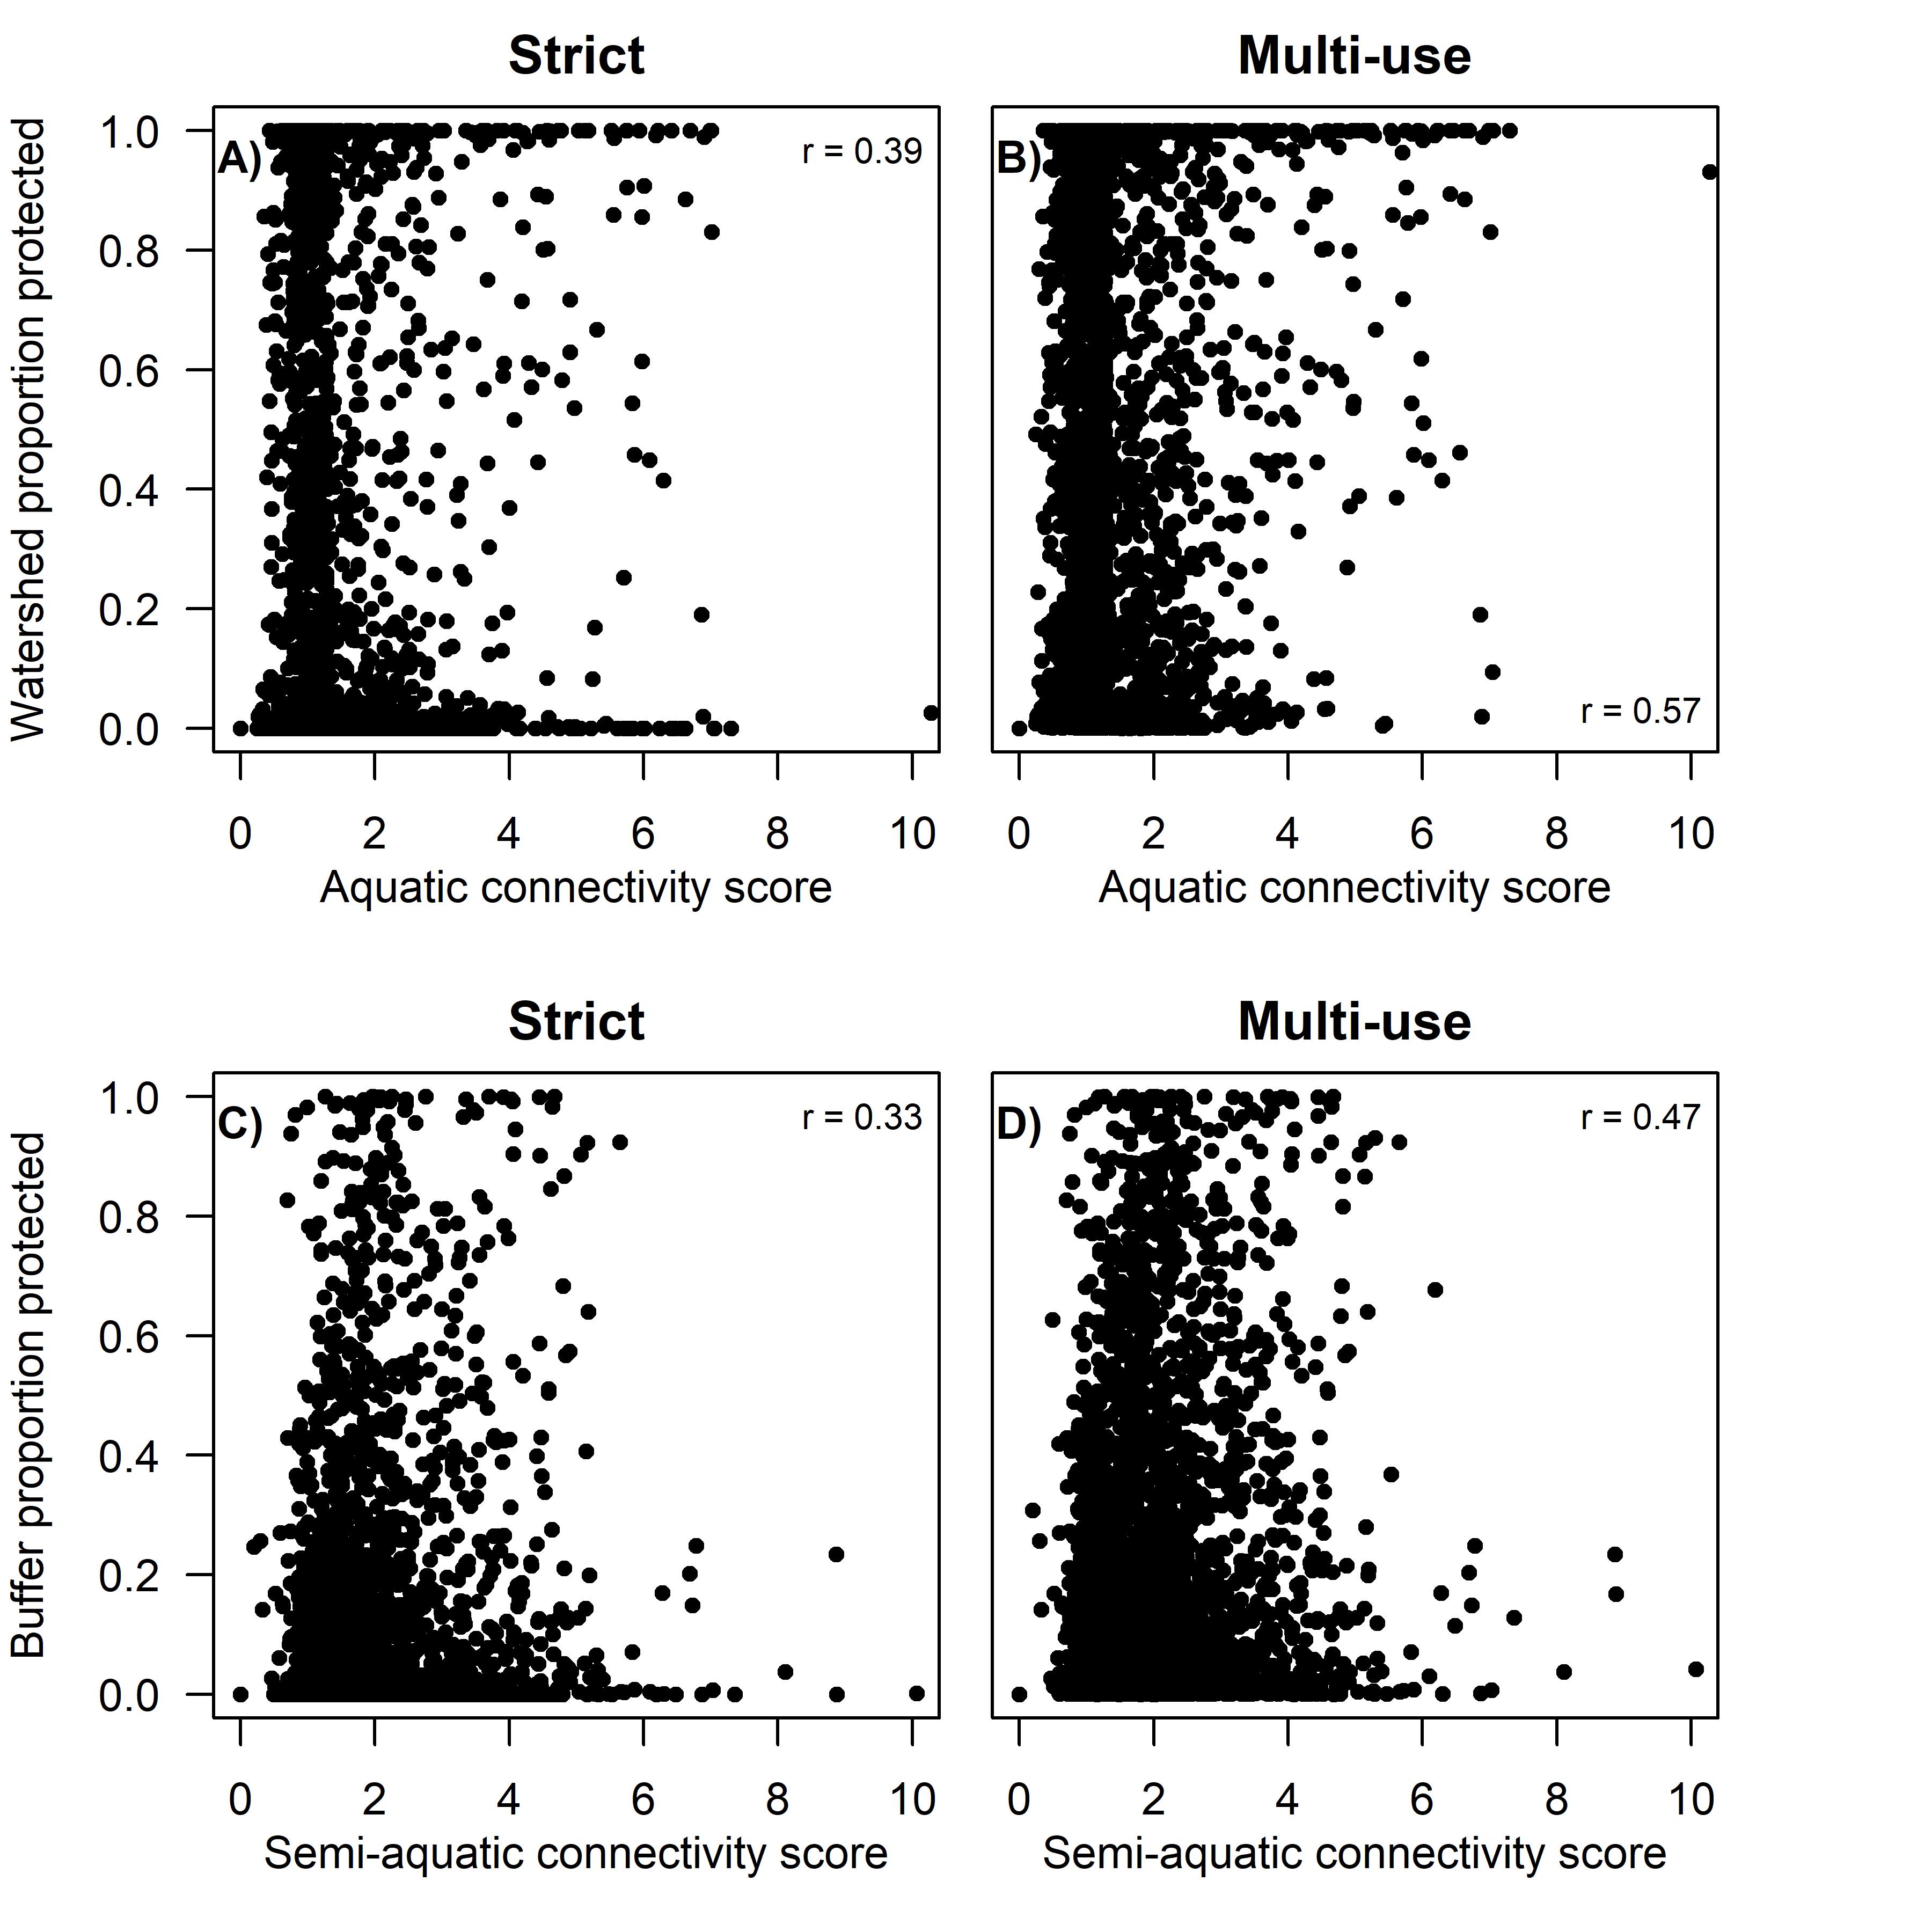 Strict
Multi-use
Watershed proportion protected
1.0
0.8
0.6
0.4
0.2
0.0
A)
r = 0.39
B)
r = 0.57
0 2 4 6 8 10
0 2 4 6 8 10
Aquatic connectivity score
Aquatic connectivity score
Strict
Multi-use
Buffer proportion protected
1.0
0.8
0.6
0.4
0.2
0.0
C)
r = 0.33
D)
r = 0.47
0 2 4 6 8 10
0 2 4 6 8 10
Semi-aquatic connectivity score
Semi-aquatic connectivity score